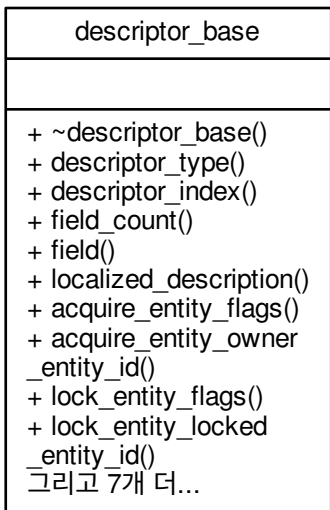 descriptor_base
+ ~descriptor_base()
+ descriptor_type()
+ descriptor_index()
+ field_count()
+ field()
+ localized_description()
+ acquire_entity_flags()
+ acquire_entity_owner
_entity_id()
+ lock_entity_flags()
+ lock_entity_locked
_entity_id()
그리고 7개 더...